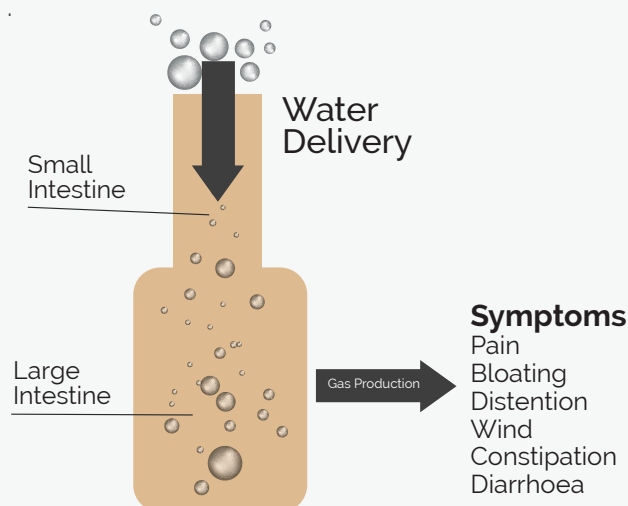 Water
Delivery
Small
Intestine
Large
Intestine
Gas Production
Symptoms
Pain
Bloating
Distention
Wind
Constipation
Diarrhoea